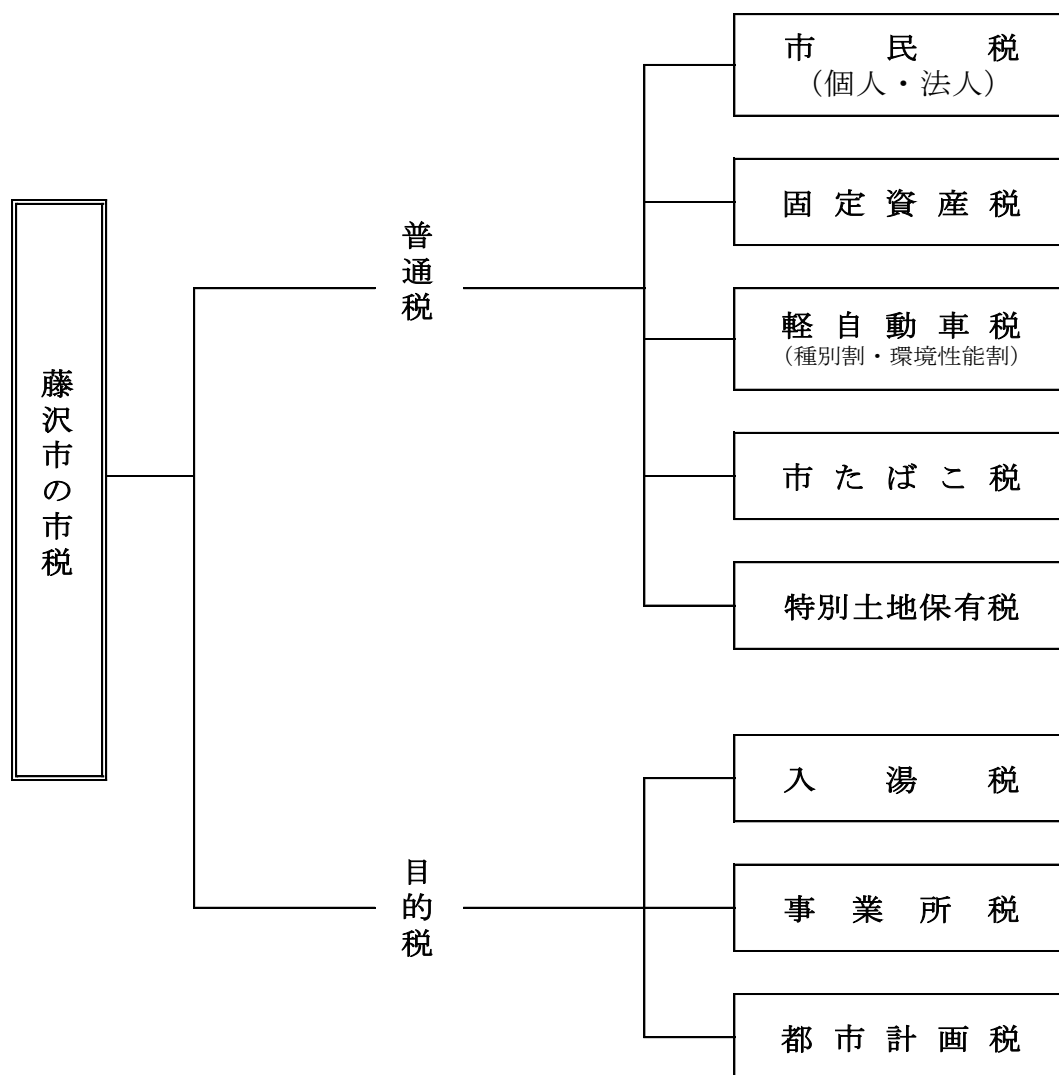 藤沢市の市税
普通税
市民税
（個人・法人）
固定資産税
軽自動車税
（種別割・環境性能割）
市たばこ税
特別土地保有税
目的税
入湯税
事業所税
都市計画税